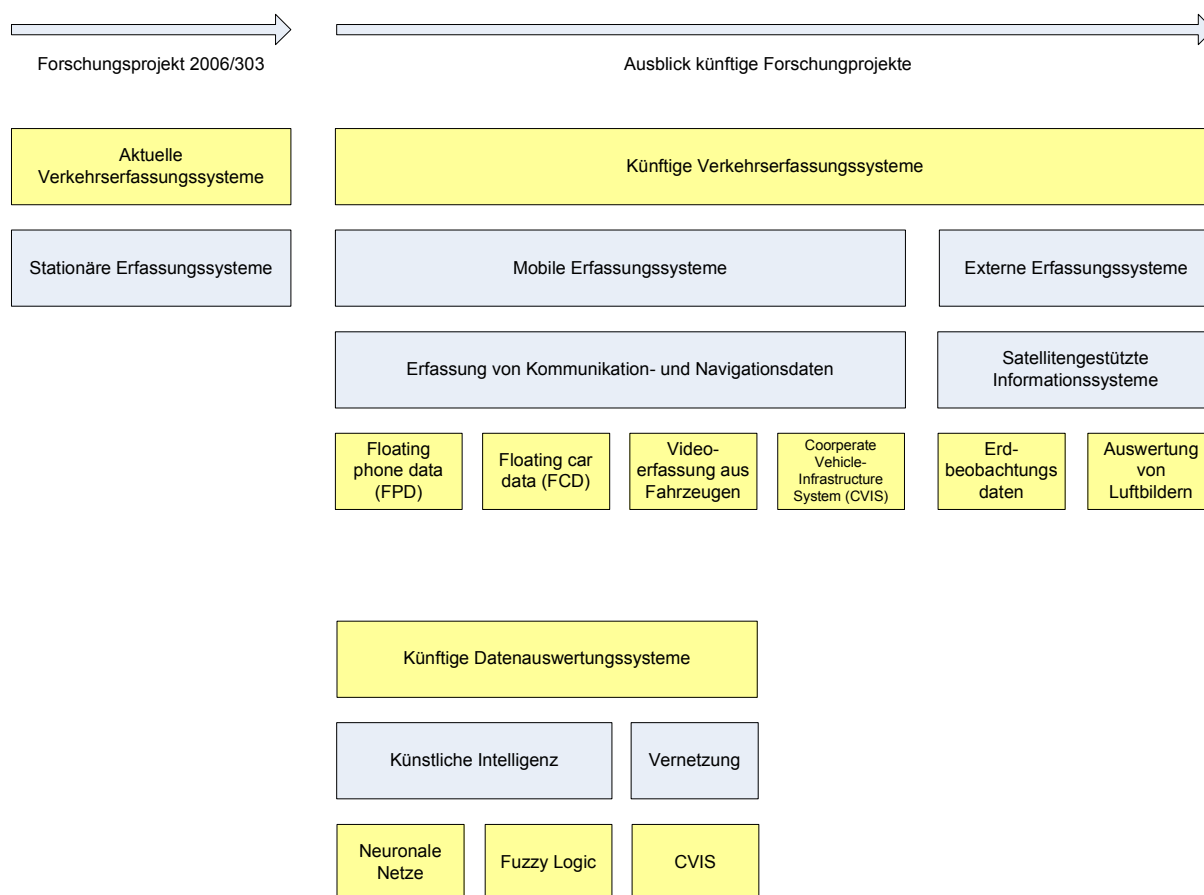 Forschungsprojekt 2006/303
Ausblick künftige Forschungprojekte
Aktuelle
Verkehrserfassungssysteme
Künftige Verkehrserfassungssysteme
Stationäre Erfassungssysteme
Mobile Erfassungssysteme
Externe Erfassungssysteme
Erfassung von Kommunikation- und Navigationsdaten
Satellitengestützte
Informationssysteme
Floating
phone data
(FPD)
Floating car
data (FCD)
Video-
erfassung aus
Fahrzeugen
Coorperate
Vehicle-
Infrastructure
System (CVIS)
Erd-
beobachtungs
daten
Auswertung
von
Luftbildern
Künftige Datenauswertungssysteme
Künstliche Intelligenz
Vernetzung
Neuronale
Netze
Fuzzy Logic
CVIS